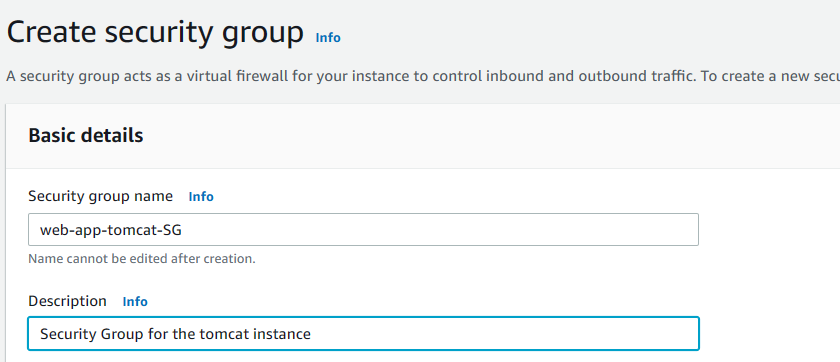 Create security group Info
A security group acts as a virtual firewall for your instance to control inbound and outbound traffic. To create a new
Basic details
Security group name Info
web-app-tomcat-SG
Name cannot be edited after creation.
Description Info
Security Group for the tomcat instance